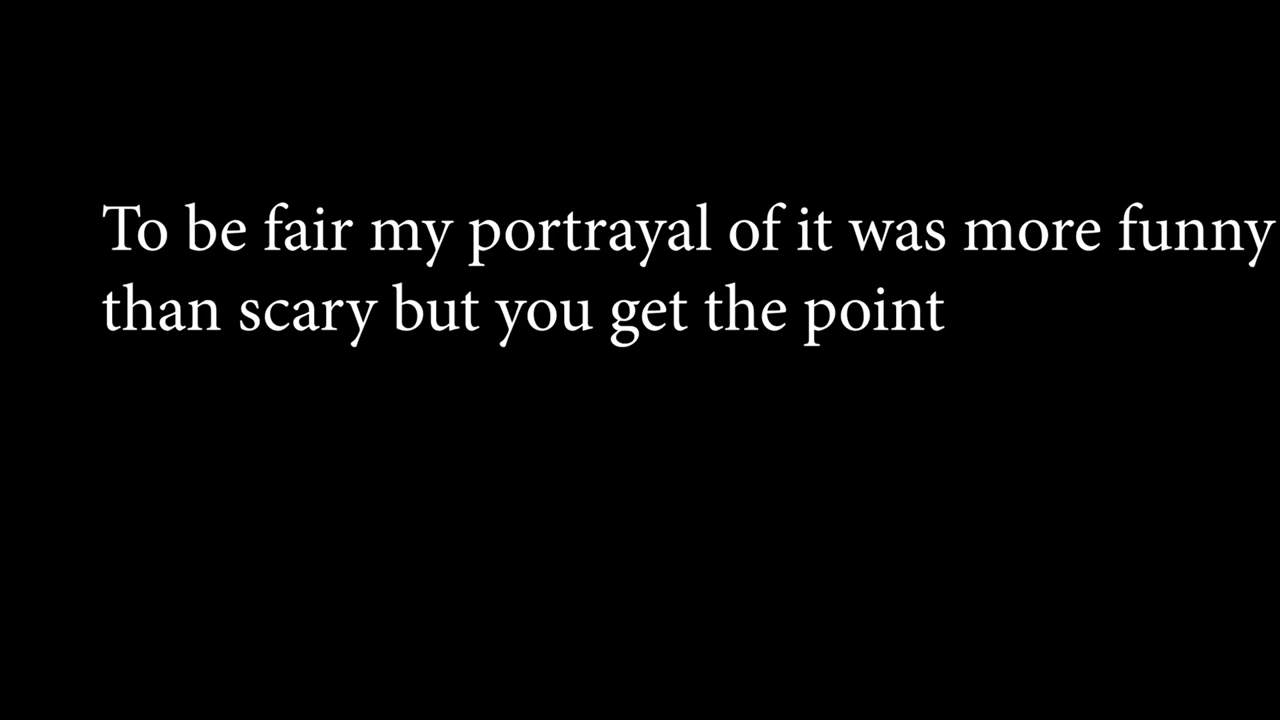 To be fair my portrayal of it was more funny
than scary but you get the point